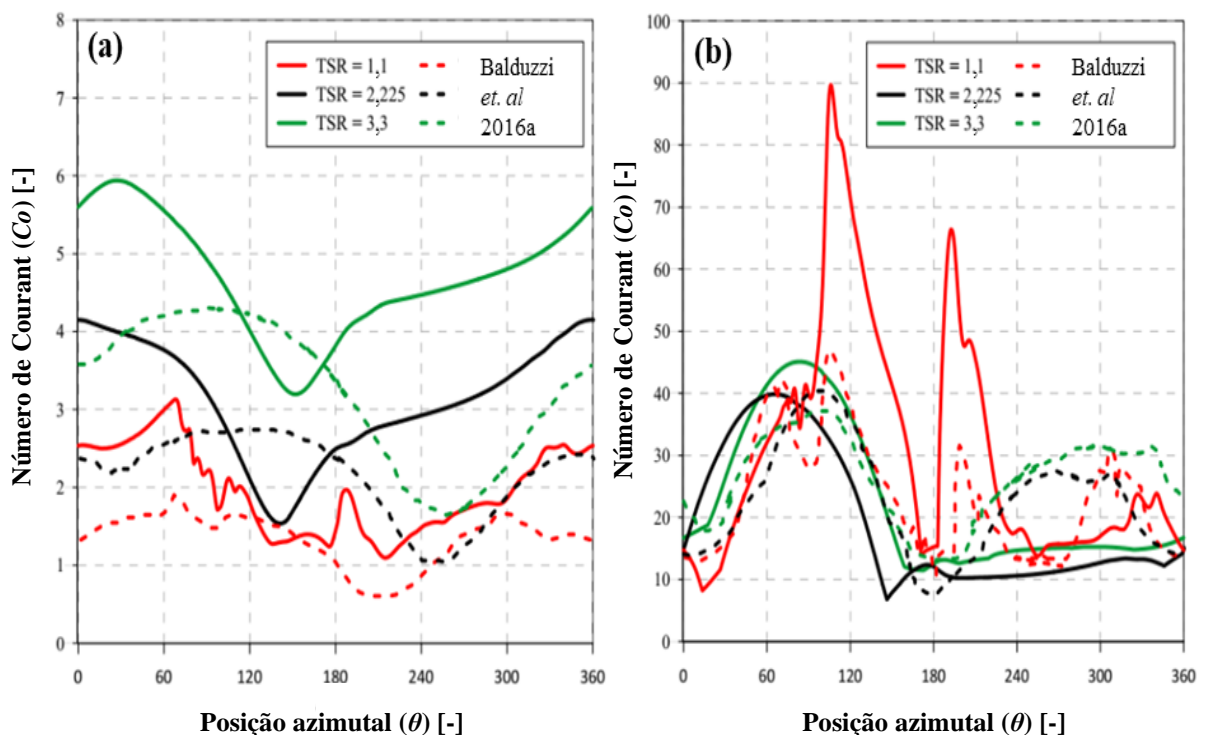 (a)
TSR = 1,1
TSR = 2,225
TSR = 3,3
Balduzzi
et. al
2016a
8
7
6
5
4
3
2
1
0
0 60 120 180 240 300 360
Número de Courant (Co) [-]
Posição azimutal (θ) [-]
(b)
TSR = 1,1
TSR = 2,225
TSR = 3,3
Balduzzi
et. al
2016a
100
90
80
70
60
50
40
30
20
10
0
0 60 120 180 240 300 360
Número de Courant (Co) [-]
Posição azimutal (θ) [-]